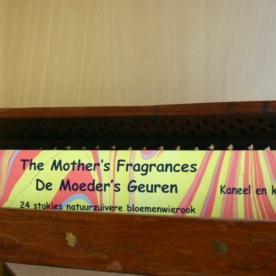 The Mother's Fragrances
De Moeder's Geuren
24 stokjes natuurzuivere bloemenwierook
Kaneel en